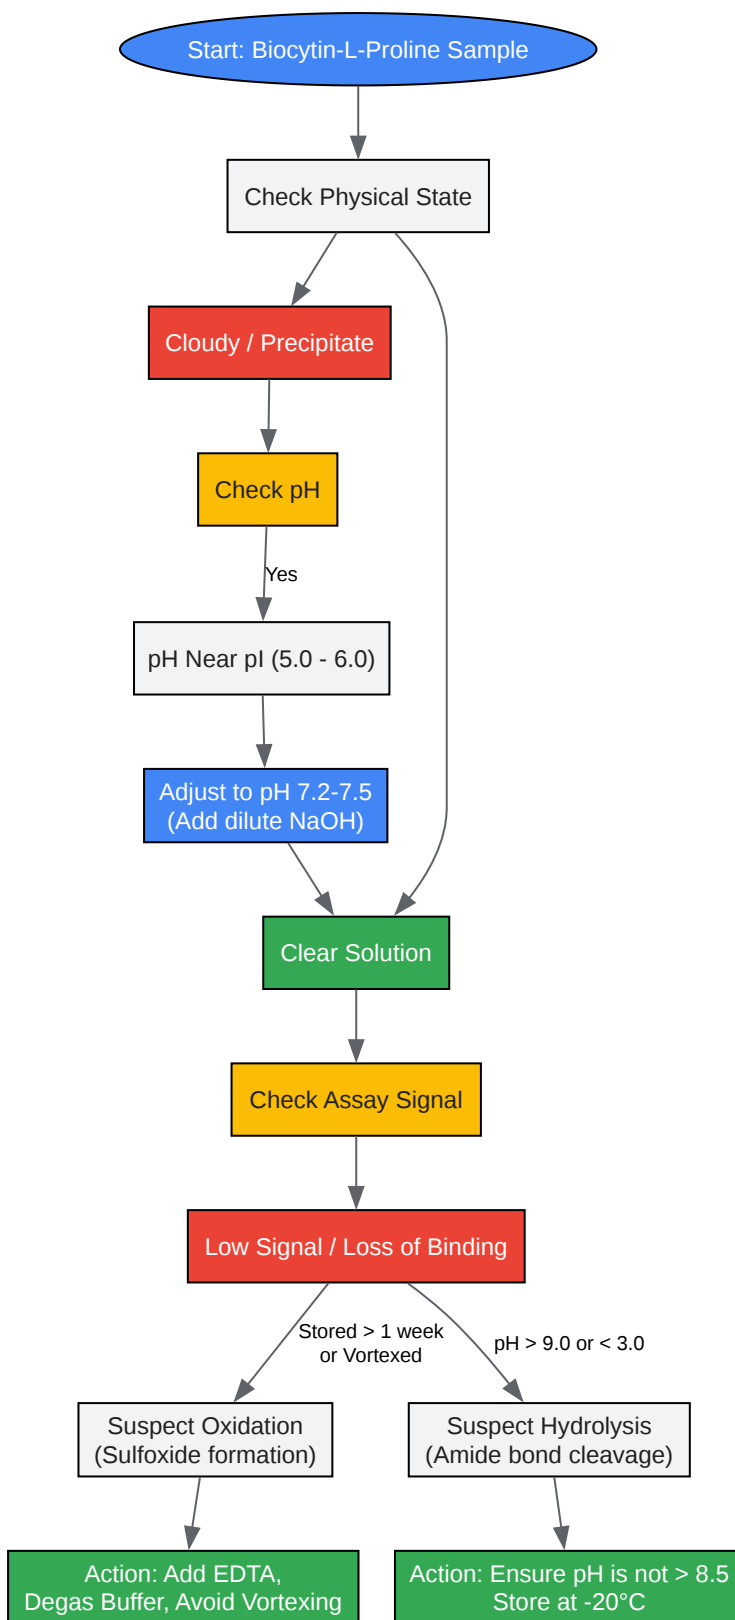 Start: Biocytin-L-Proline Sample
Check Physical State
Cloudy / Precipitate
Check pH
Yes
pH Near pI (5.0 - 6.0)
Adjust to pH 7.2-7.5
(Add dilute NaOH)
Clear Solution
Check Assay Signal
Low Signal / Loss of Binding
Stored > 1 week
or Vortexed
pH > 9.0 or < 3.0
Suspect Oxidation
(Sulfoxide formation)
Suspect Hydrolysis
(Amide bond cleavage)
Action: Add EDTA,
Degas Buffer, Avoid Vortexing
Action: Ensure pH is not > 8.5
Store at -20°C